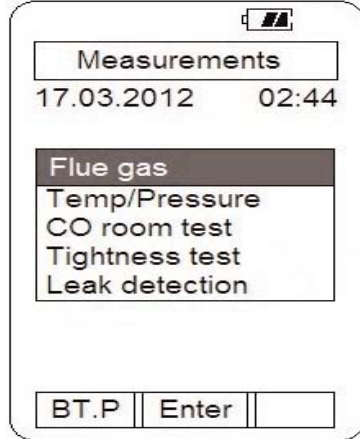 Measurements
17.03.2012 02:44
Flue gas
Temp/Pressure
CO room test
Tightness test
Leak detection
BT.P Enter